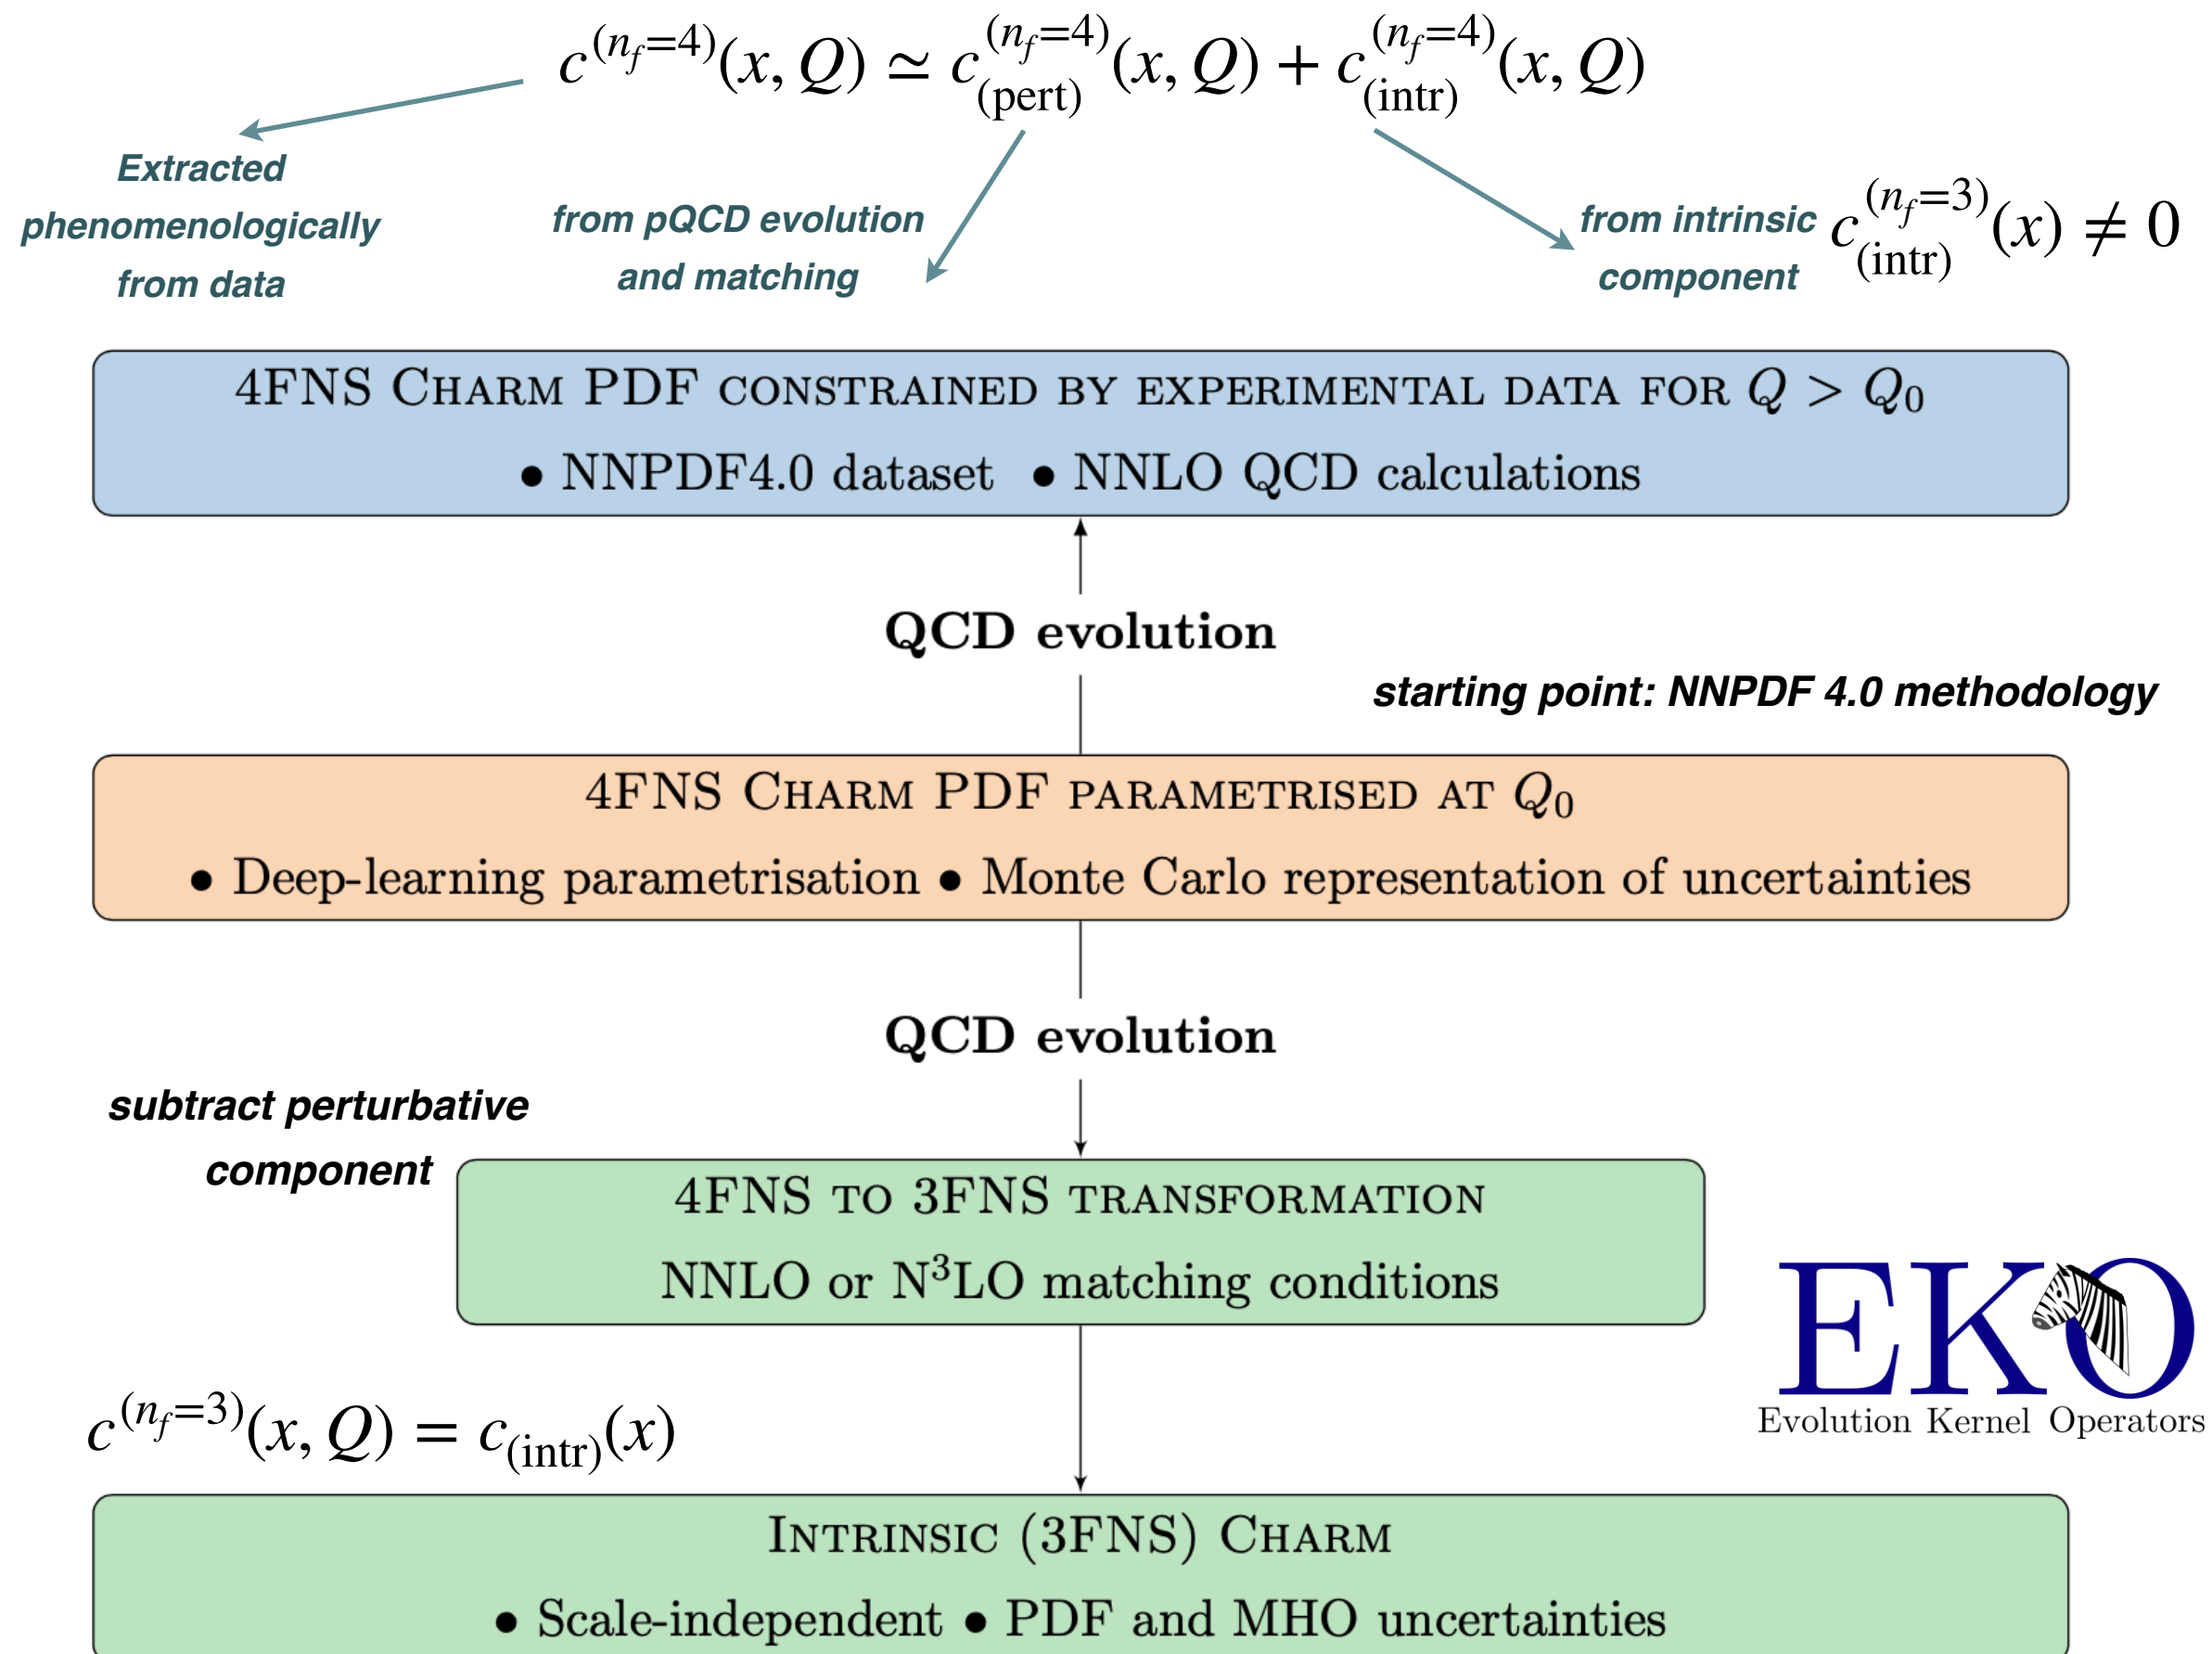 c^{(n_f=4)}(x, Q) ≃ c_{(pert)}^{(n_f=4)}(x, Q) + c_{(intr)}^{(n_f=4)}(x, Q)
Extracted
phenomenologically
from data
from pQCD evolution
and matching
from intrinsic
component
c_{(intr)}^{(n_f=3)}(x) ≠ 0
4FNS Charm PDF constrained by experimental data for Q > Q_0
• NNPDF4.0 dataset • NNLO QCD calculations
QCD evolution
starting point: NNPDF 4.0 methodology
4FNS Charm PDF parametrised at Q_0
• Deep-learning parametrisation • Monte Carlo representation of uncertainties
QCD evolution
subtract perturbative
component
4FNS to 3FNS transformation
NNLO or N^3LO matching conditions
EKO
Evolution Kernel Operators
c^{(n_f=3)}(x, Q) = c_{(intr)}(x)
Intrinsic (3FNS) Charm
• Scale-independent • PDF and MHO uncertainties